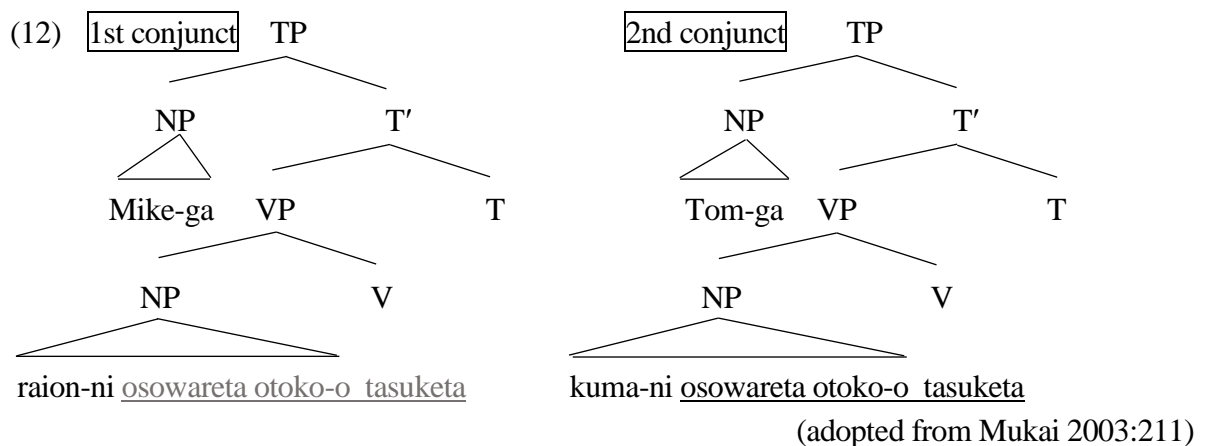 (12) 1st conjunct TP 2nd conjunct TP
NP T′ NP T′
Mike-ga VP T Tom-ga VP T
NP V NP V
raion-ni osowareta otoko-o tasuketa kuma-ni osowareta otoko-o tasuketa
(adopted from Mukai 2003:211)